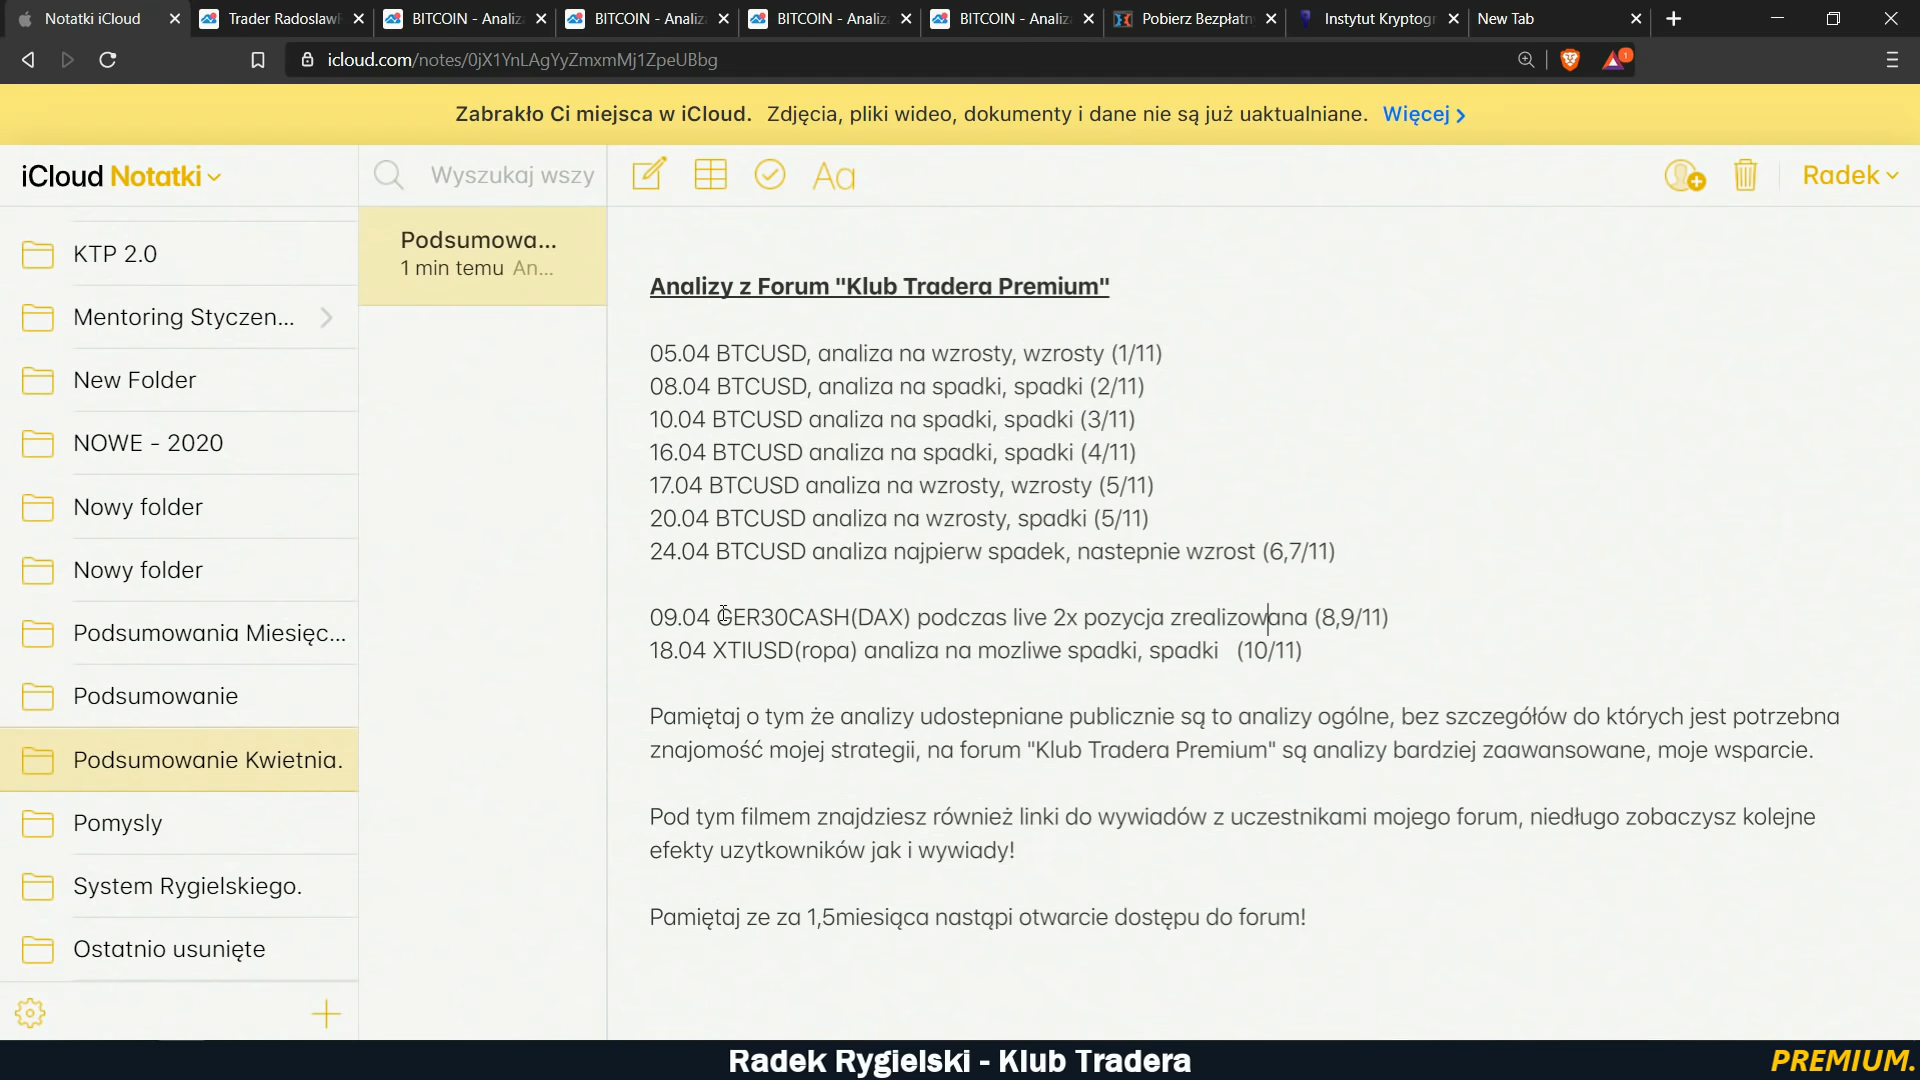 Notatki iCloud
Trader Radoslaw
BITCOIN - Analiz
BITCOIN - Analiz
BITCOIN - Analiz
BITCOIN - Analiz
Pobierz Bezpłatn
Instytut Kryptogr
New Tab
icloud.com/notes/0jX1YnLAgYyZmxmMj1ZpeUBbg
1
Zabrakło Ci miejsca w iCloud. Zdjęcia, pliki wideo, dokumenty i dane nie są już uaktualniane. Więcej
iCloud Notatki
Wyszukaj wszy
Aa
Radek
KTP 2.0
Mentoring Styczen...
New Folder
NOWE - 2020
Nowy folder
Nowy folder
Podsumowania Miesięc...
Podsumowanie
Podsumowanie Kwietnia.
Pomysly
System Rygielskiego.
Ostatnio usunięte
Podsumowa...
1 min temu An...
Analizy z Forum "Klub Tradera Premium"
05.04 BTCUSD, analiza na wzrosty, wzrosty (1/11)
08.04 BTCUSD, analiza na spadki, spadki (2/11)
10.04 BTCUSD analiza na spadki, spadki (3/11)
16.04 BTCUSD analiza na spadki, spadki (4/11)
17.04 BTCUSD analiza na wzrosty, wzrosty (5/11)
20.04 BTCUSD analiza na wzrosty, spadki (5/11)
24.04 BTCUSD analiza najpierw spadek, nastepnie wzrost (6,7/11)
09.04 GER30CASH(DAX) podczas live 2x pozycja zrealizowana (8,9/11)
18.04 XTIUSD(ropa) analiza na mozliwe spadki, spadki (10/11)
Pamiętaj o tym że analizy udostepniane publicznie są to analizy ogólne, bez szczegółów do których jest potrzebna
znajomość mojej strategii, na forum "Klub Tradera Premium" są analizy bardziej zaawansowane, moje wsparcie.
Pod tym filmem znajdziesz również linki do wywiadów z uczestnikami mojego forum, niedługo zobaczysz kolejne
efekty uzytkowników jak i wywiady!
Pamiętaj ze za 1,5miesiąca nastąpi otwarcie dostępu do forum!
Radek Rygielski - Klub Tradera
PREMIUM.